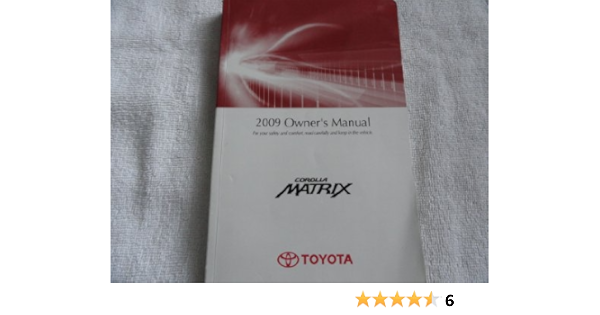 2009 Owner's Manual
For your safety and comfort, read carefully and keep in the vehicle.
COROLLA
MATRIX
TOYOTA
6